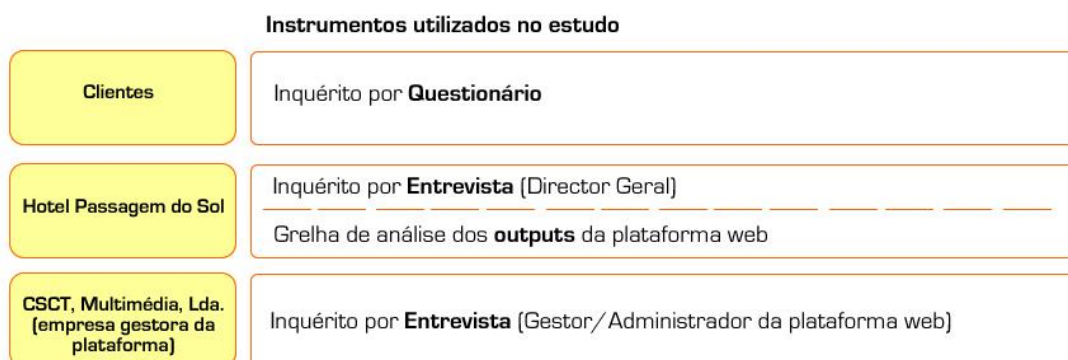 Instrumentos utilizados no estudo
Clientes
Inquérito por Questionário
Hotel Passagem do Sol
Inquérito por Entrevista (Director Geral)
Grelha de análise dos outputs da plataforma web
CSCT, Multimédia, Lda.
(empresa gestora da
plataforma)
Inquérito por Entrevista (Gestor/Administrador da plataforma web)